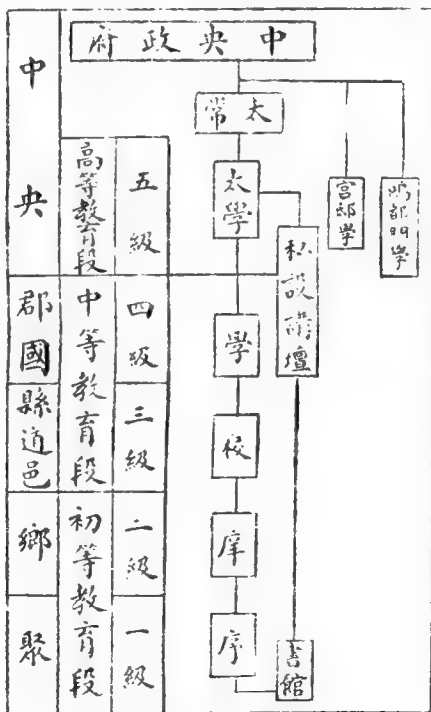 中央政府
太常
太學
宮邸學
鴻都門學
私設講壇
學
校
庠
序
書館
五級
四級
三級
二級
一級
高等教育段
中等教育段
初等教育段
中央
郡國
縣道邑
鄉
聚